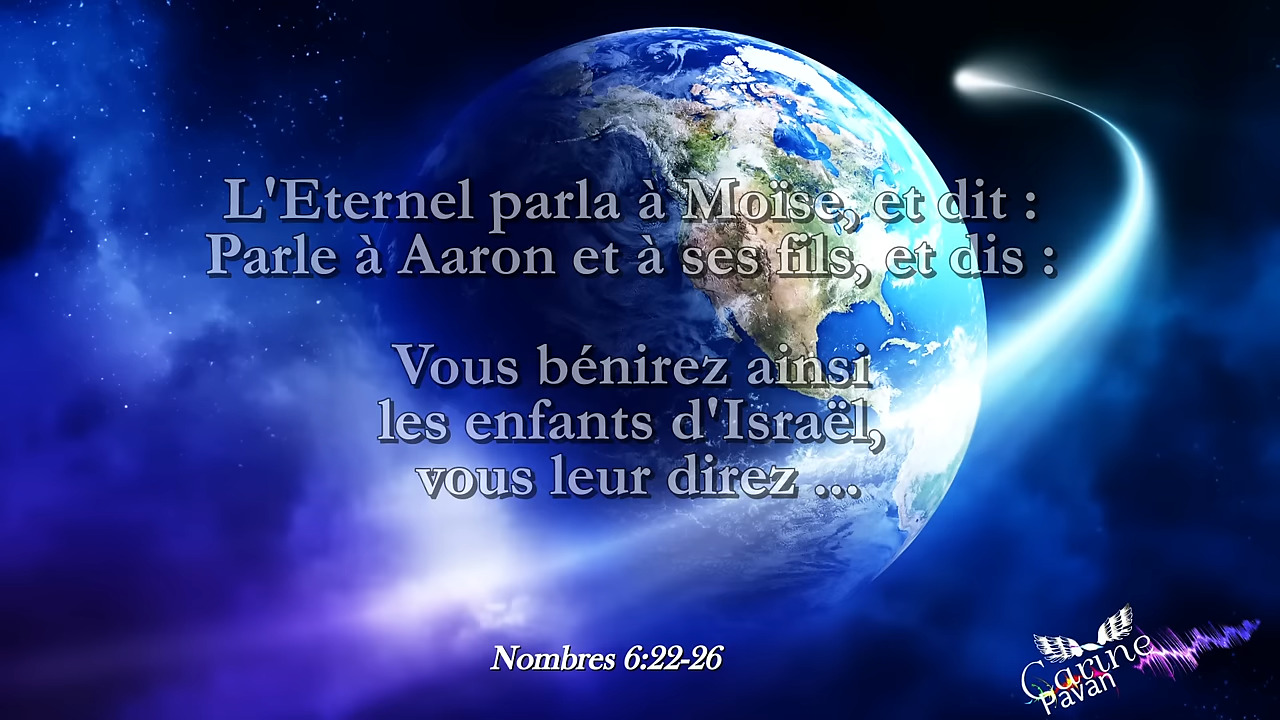 L'Eternel parla à Moïse, et dit :
Parle à Aaron et à ses fils, et dis :
Vous bénirez ainsi
les enfants d'Israël,
vous leur direz ...
Nombres 6:22-26
Carine
Pavan